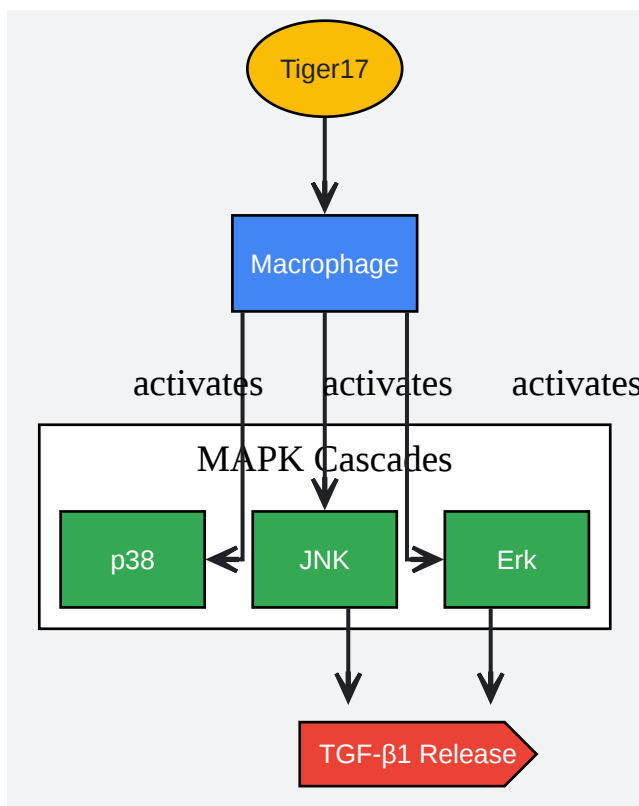 Tiger17
Macrophage
activates activates activates
MAPK Cascades
p38 JNK Erk
TGF-β1 Release